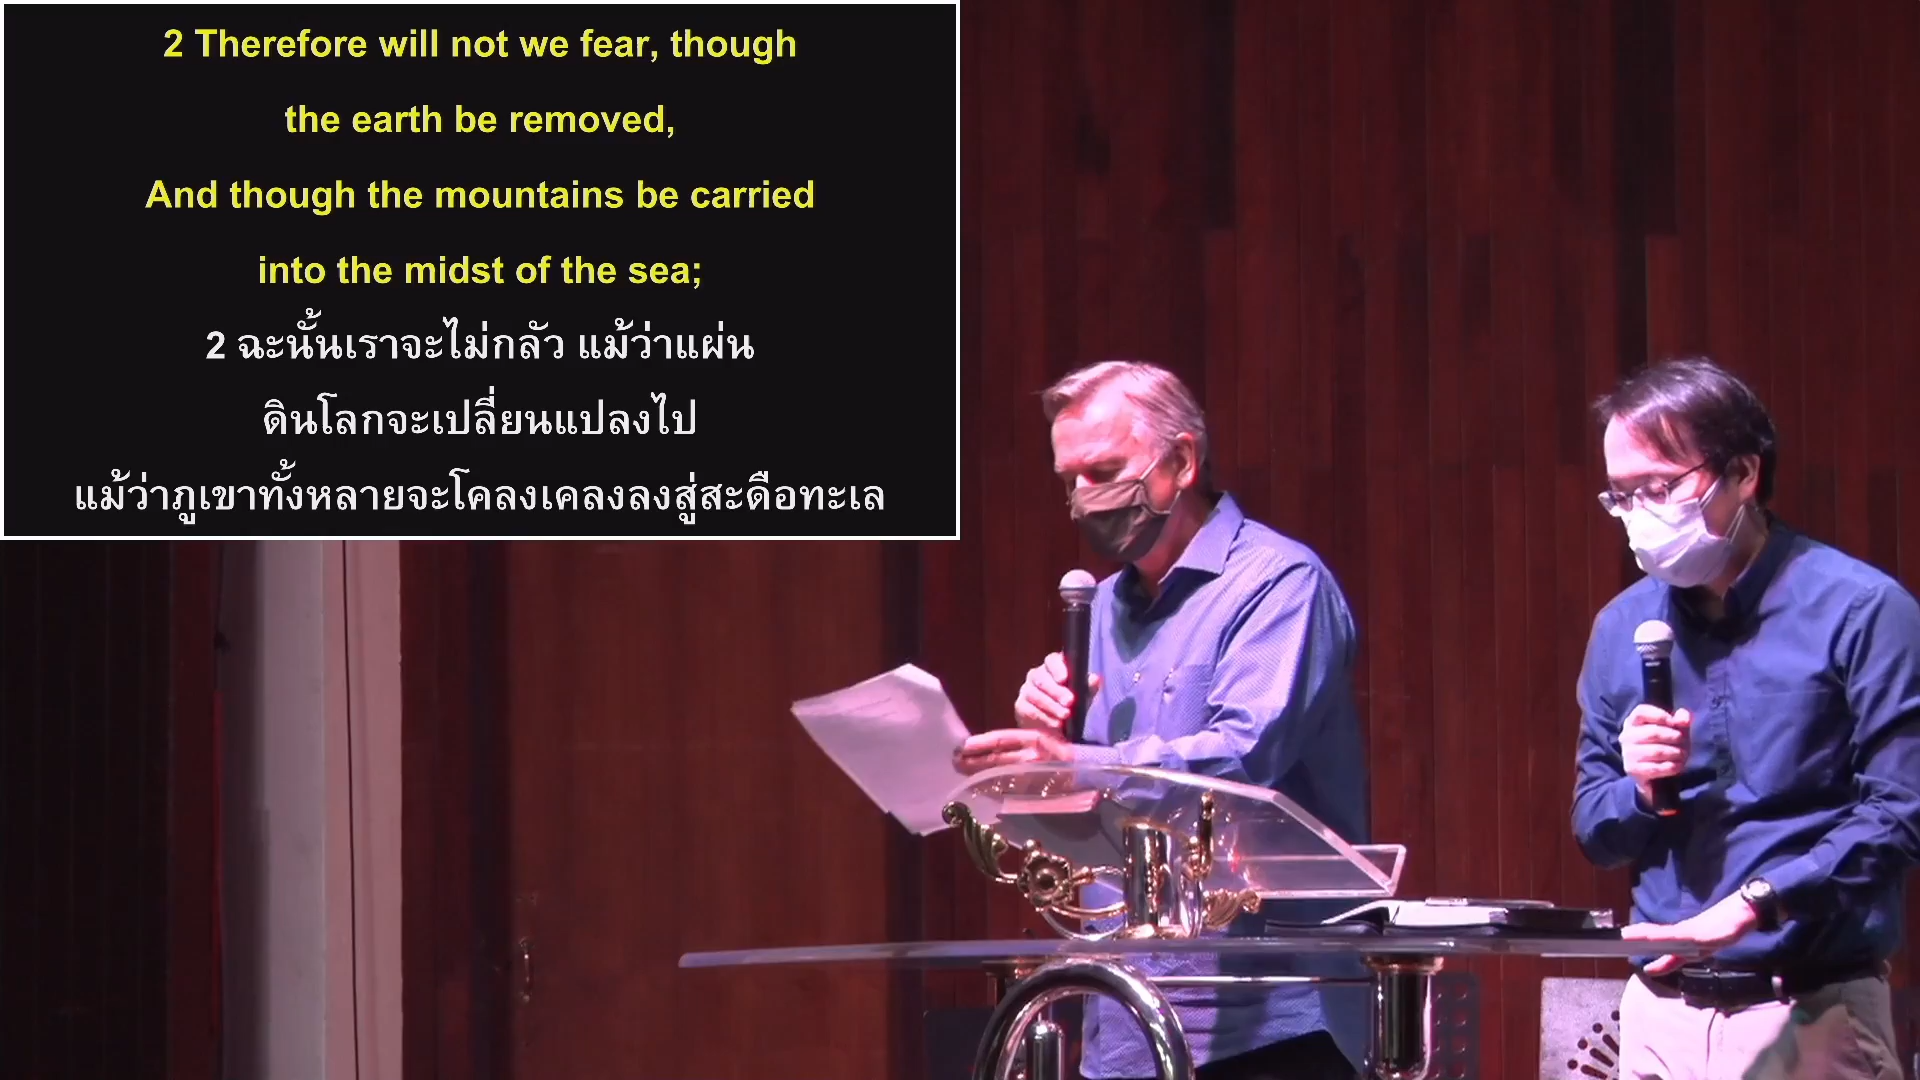 2 Therefore will not we fear, though
the earth be removed,
And though the mountains be carried
into the midst of the sea;
2 ฉะนั้นเราจะไม่กลัว แม้ว่าแผ่น
ดินโลกจะเปลี่ยนแปลงไป
แม้ว่าภูเขาทั้งหลายจะโคลงเคลงลงสู่สะดือทะเล